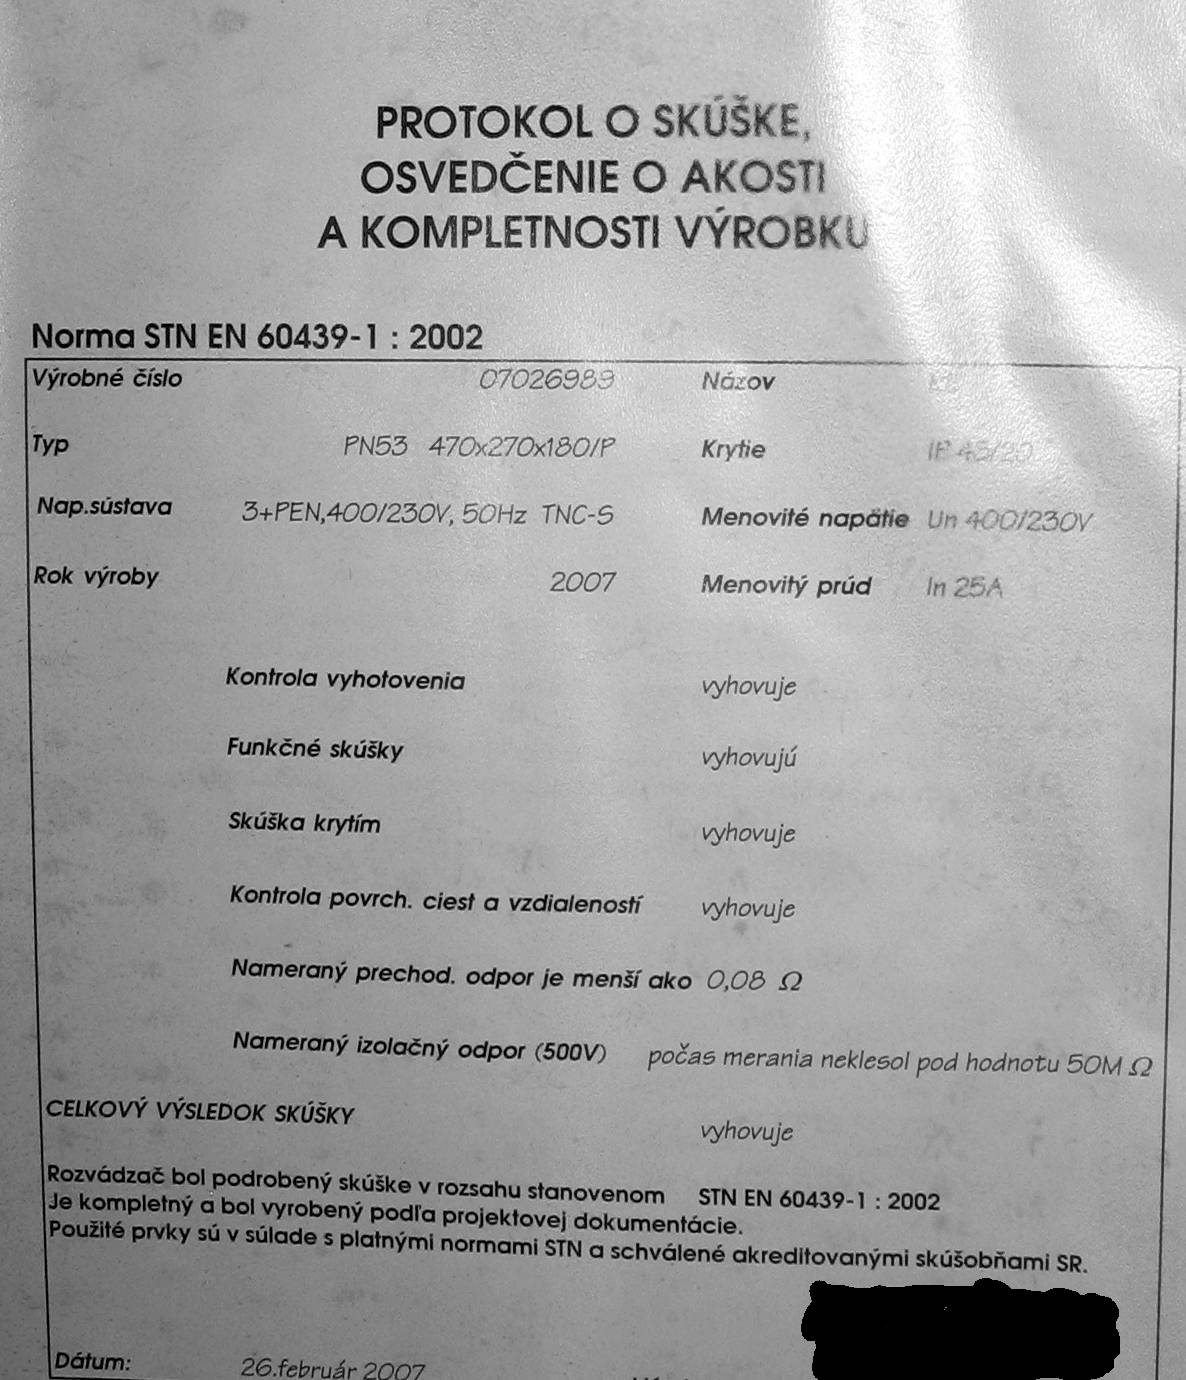 PROTOKOL O SKÚŠKE,
OSVEDČENIE O AKOSTI
A KOMPLETNOSTI VÝROBKU
Norma STN EN 60439-1 : 2002
Výrobné číslo 07026989 Názov
Typ PN53 470x270x180/P Krytie IP 45/20
Nap.sústava 3+PEN,400/230V, 50Hz TNC-S Menovité napätie Un 400/230V
Rok výroby 2007 Menovitý prúd In 25A
Kontrola vyhotovenia vyhovuje
Funkčné skúšky vyhovujú
Skúška krytím vyhovuje
Kontrola povrch. ciest a vzdialeností vyhovuje
Nameraný prechod. odpor je menší ako 0,08 Ω
Nameraný izolačný odpor (500V) počas merania neklesol pod hodnotu 50M Ω
CELKOVÝ VÝSLEDOK SKÚŠKY vyhovuje
Rozvádzač bol podrobený skúške v rozsahu stanovenom STN EN 60439-1 : 2002
Je kompletný a bol vyrobený podľa projektovej dokumentácie.
Použité prvky sú v súlade s platnými normami STN a schválené akreditovanými skúšobňami SR.
Dátum: 26.február 2007